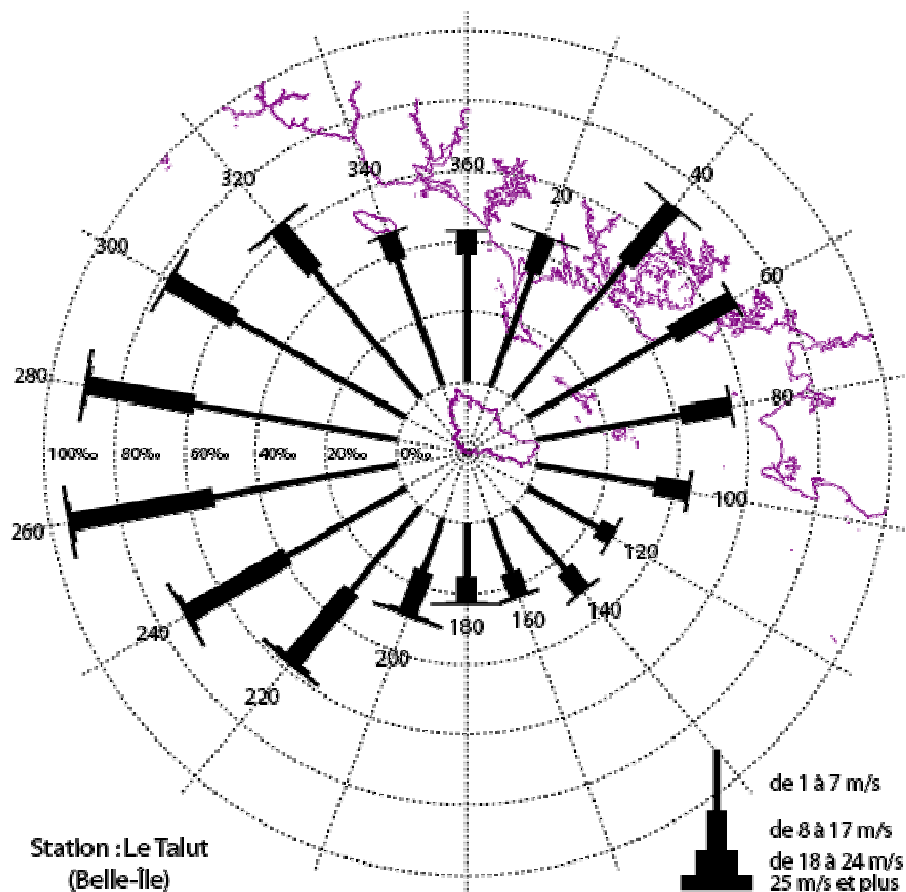 360
340
20
320
40
300
60
280
80
100‰ 80‰ 60‰ 40‰ 20‰ 0‰
100
260
120
240
140
160
180
200
220
de 1 à 7 m/s
de 8 à 17 m/s
de 18 à 24 m/s
25 m/s et plus
Station : Le Talut
(Belle-Île)